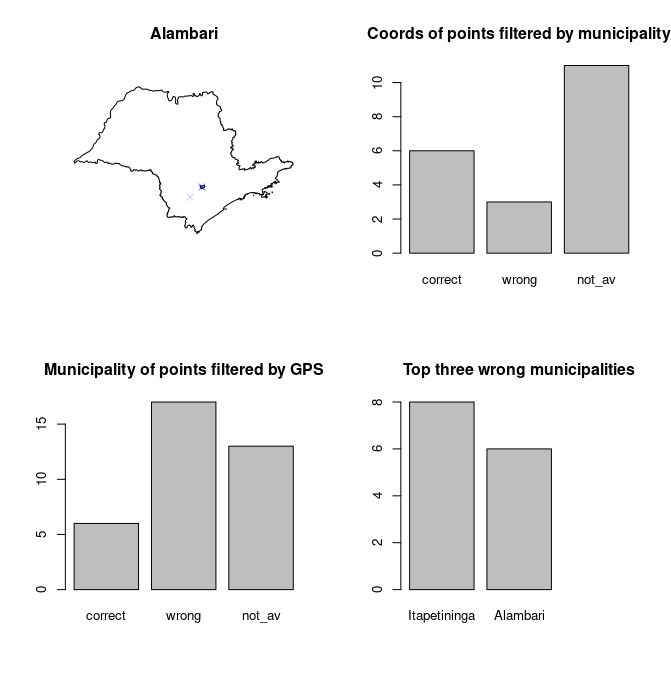 Alambari
Coords of points filtered by municipality
0 2 4 6 8 10
correct wrong not_av
Municipality of points filtered by GPS
0 5 10 15
correct wrong not_av
Top three wrong municipalities
0 2 4 6 8
Itapetininga Alambari